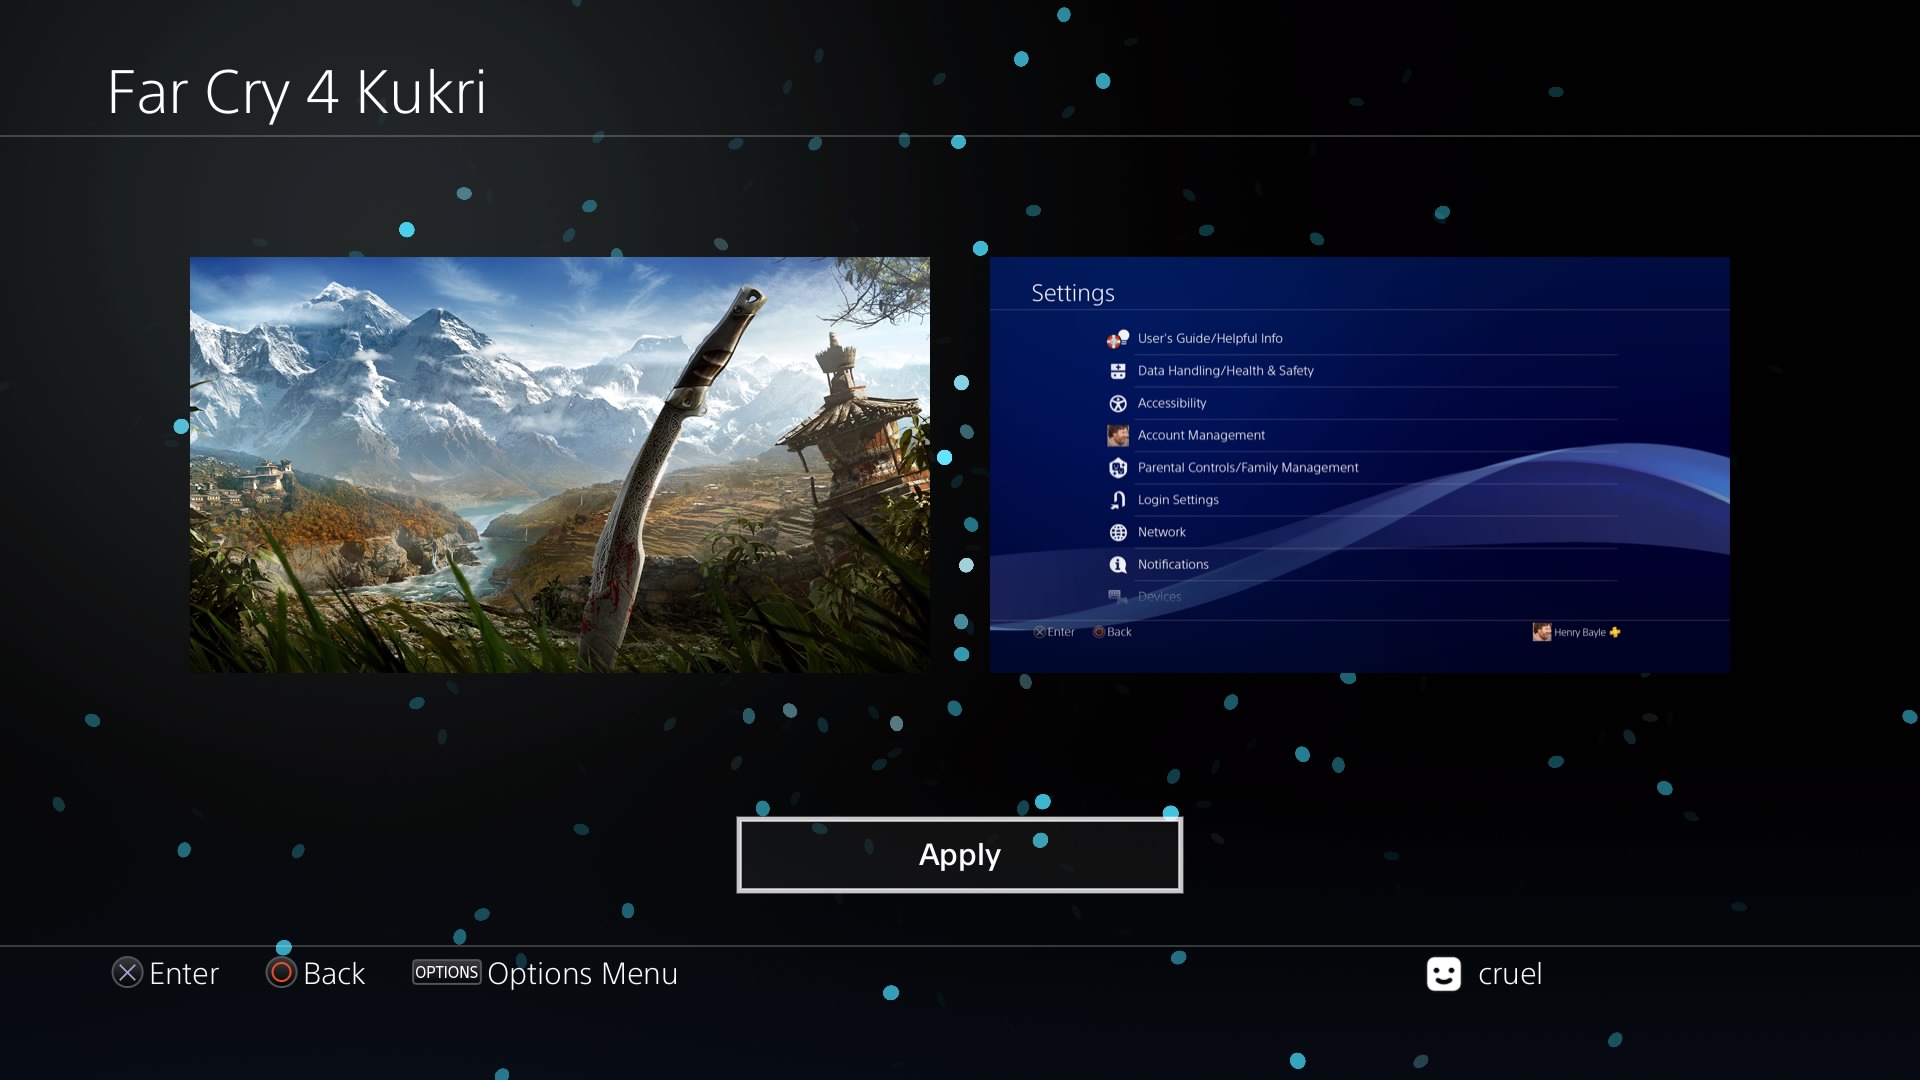 Far Cry 4 Kukri
Settings
User's Guide/Helpful Info
Data Handling/Health & Safety
Accessibility
Account Management
Parental Controls/Family Management
Login Settings
Network
Notifications
Devices
Enter Back Henry Bayle
Apply
Enter Back OPTIONS Options Menu cruel